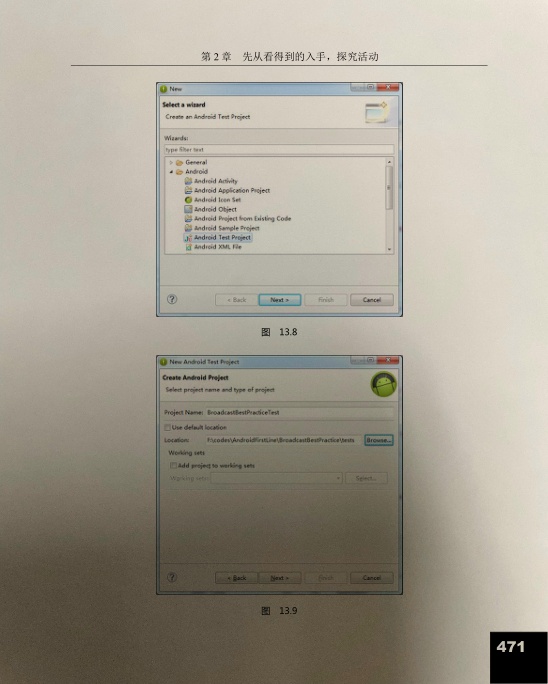 第 2 章 先从看得到的入手，探究活动
New
Select a wizard
Create an Android Test Project
Wizards:
type filter text
General
Android
Android Activity
Android Application Project
Android Icon Set
Android Object
Android Project from Existing Code
Android Sample Project
Android Test Project
Android XML File
< Back Next > Finish Cancel
图 13.8
New Android Test Project
Create Android Project
Select project name and type of project
Project Name: BroadcastBestPracticeTest
Use default location
Location: F:\codes\AndroidFirstLine\BroadcastBestPractice\tests Browse...
Working sets
Add project to working sets
Working sets: Select...
< Back Next > Finish Cancel
图 13.9
471